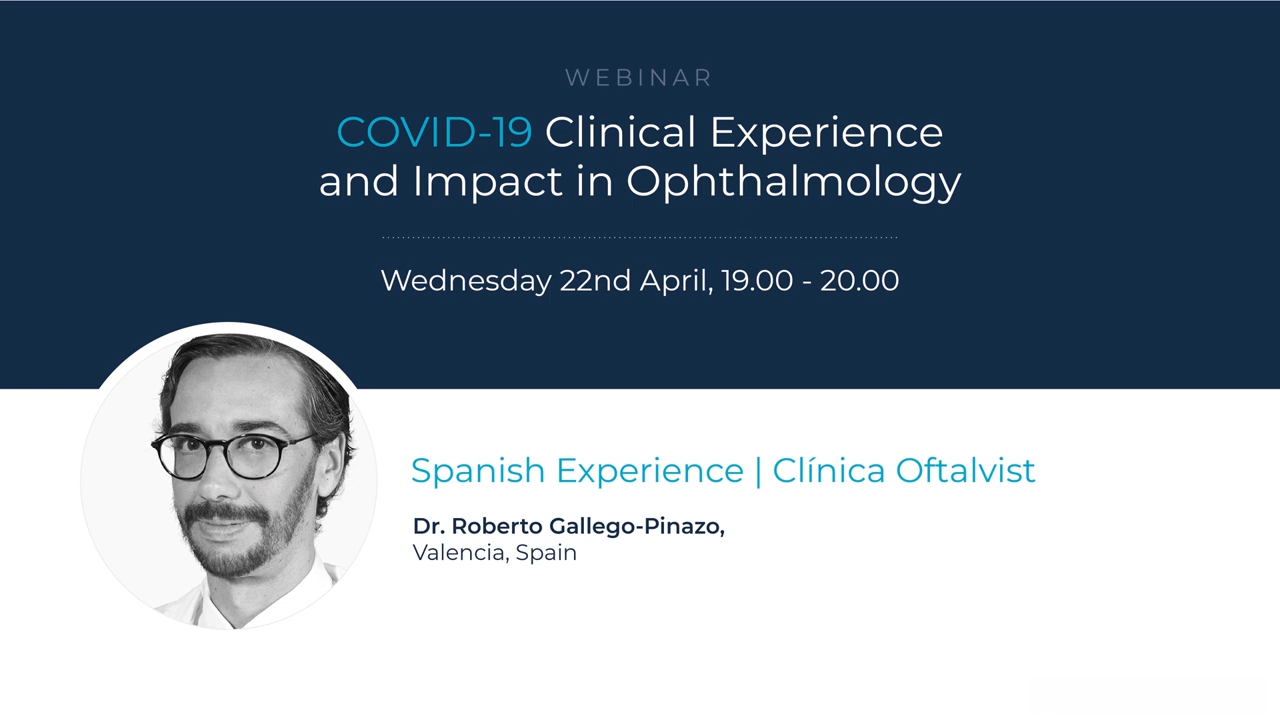 WEBINAR
COVID-19 Clinical Experience
and Impact in Ophthalmology
Wednesday 22nd April, 19.00 - 20.00
Spanish Experience | Clínica Oftalvist
Dr. Roberto Gallego-Pinazo,
Valencia, Spain